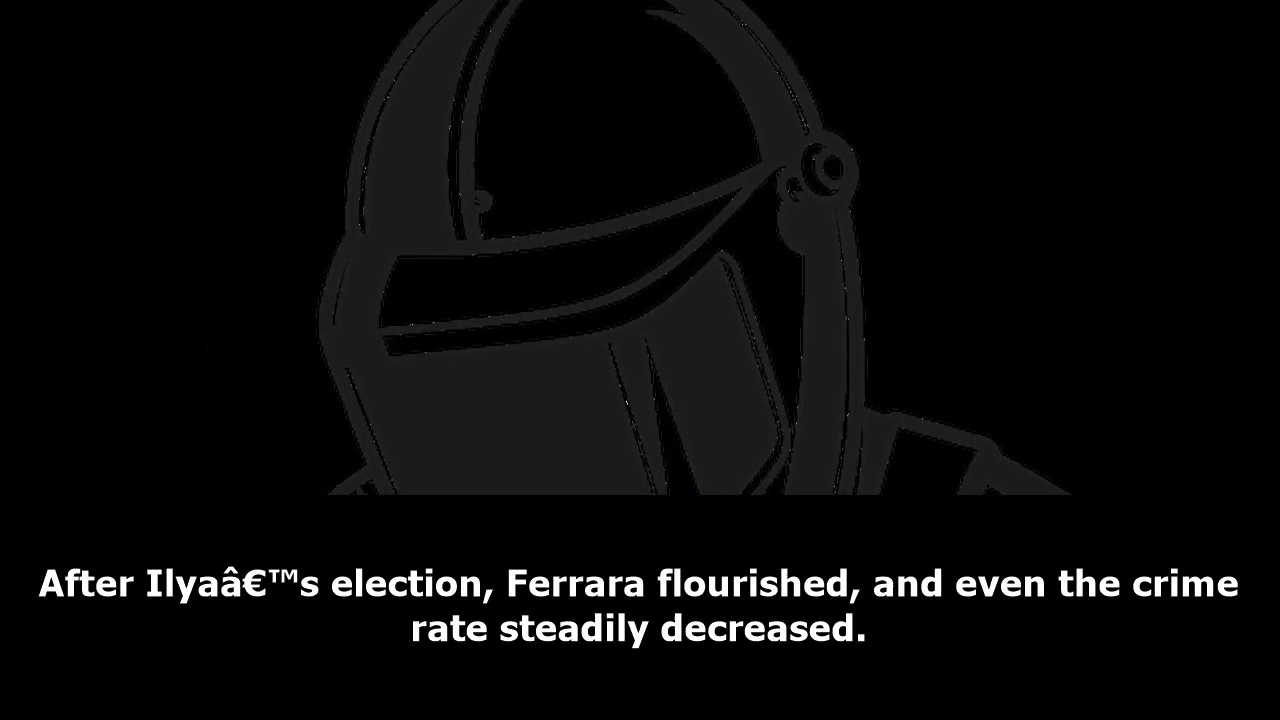 After Ilyaâ€™s election, Ferrara flourished, and even the crime
rate steadily decreased.